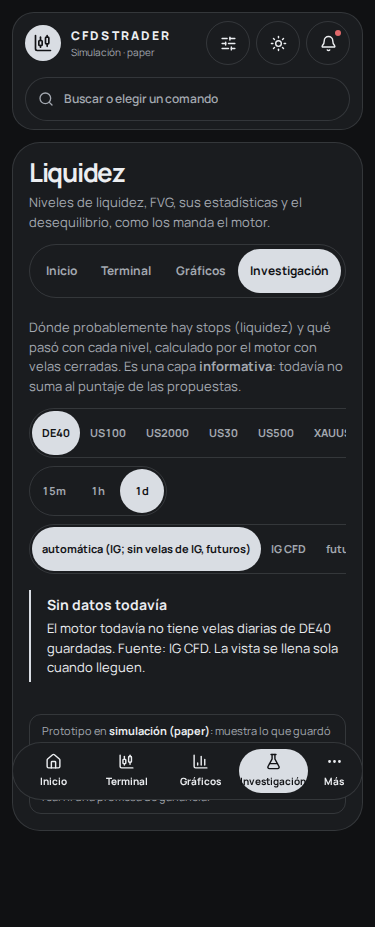 CFDSTRADER
Simulación · paper
Buscar o elegir un comando
Liquidez
Niveles de liquidez, FVG, sus estadísticas y el
desequilibrio, como los manda el motor.
Inicio Terminal Gráficos Investigación
Dónde probablemente hay stops (liquidez) y qué
pasó con cada nivel, calculado por el motor con
velas cerradas. Es una capa informativa: todavía no
suma al puntaje de las propuestas.
DE40 US100 US2000 US30 US500
15m 1h 1d
automática (IG; sin velas de IG, futuros) IG CFD
Sin datos todavía
El motor todavía no tiene velas diarias de DE40
guardadas. Fuente: IG CFD. La vista se llena sola
cuando lleguen.
Prototipo en simulación (paper): muestra lo que guardó
Inicio Terminal Gráficos Investigación Más